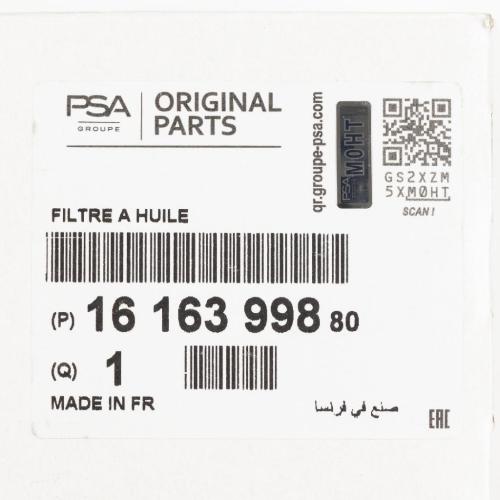 PSA
GROUPE
ORIGINAL
PARTS
qr.groupe-psa.com
PSA M0HT
GS2XZM
5XM0HT
SCAN!
FILTRE A HUILE
(P) 16 163 998 80
(Q) 1
MADE IN FR
صنع في فرنسا
EAC